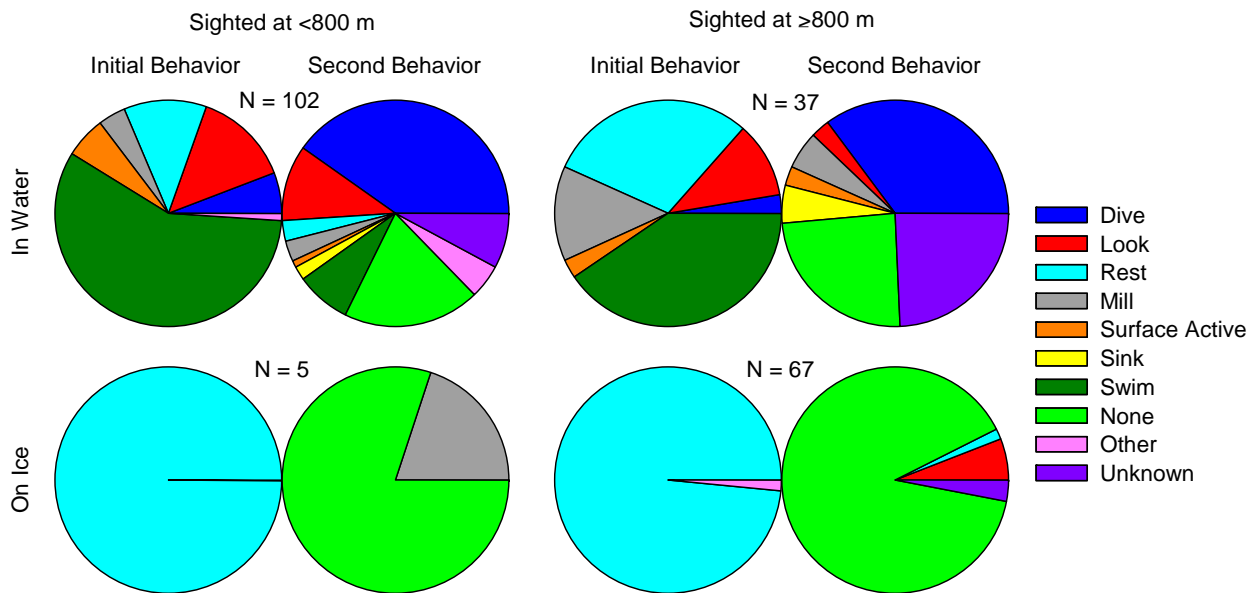 Sighted at <800 m
Sighted at ≥800 m
Initial Behavior
Second Behavior
Initial Behavior
Second Behavior
N = 102
N = 37
In Water
N = 5
N = 67
On Ice
Dive
Look
Rest
Mill
Surface Active
Sink
Swim
None
Other
Unknown